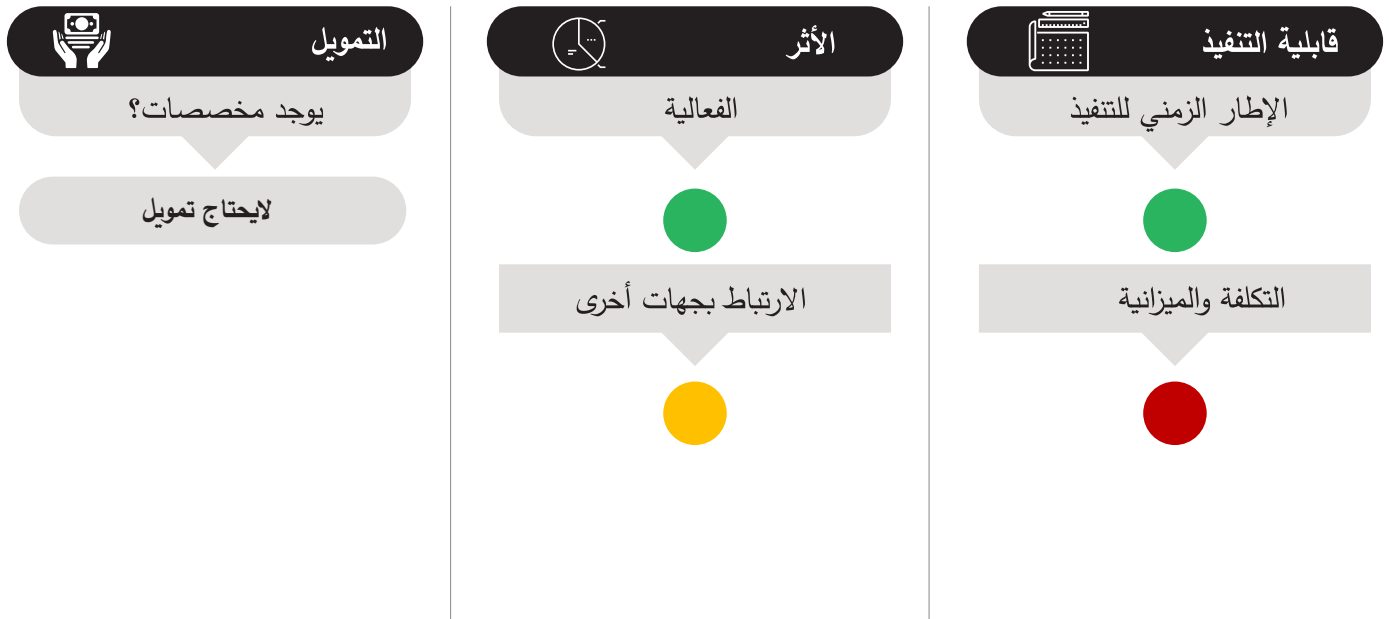 قابلية التنفيذ
الإطار الزمني للتنفيذ
التكلفة والميزانية
الأثر
الفعالية
الارتباط بجهات أخرى
التمويل
يوجد مخصصات؟
لايحتاج تمويل